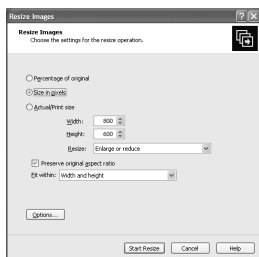 Resize Images
Resize Images
Choose the settings for the resize operation.
Percentage of original
Size in pixels
Actual/Print size
Width: 800
Height: 600
Resize: Enlarge or reduce
Preserve original aspect ratio
Fit within: Width and height
Options...
Start Resize Cancel Help